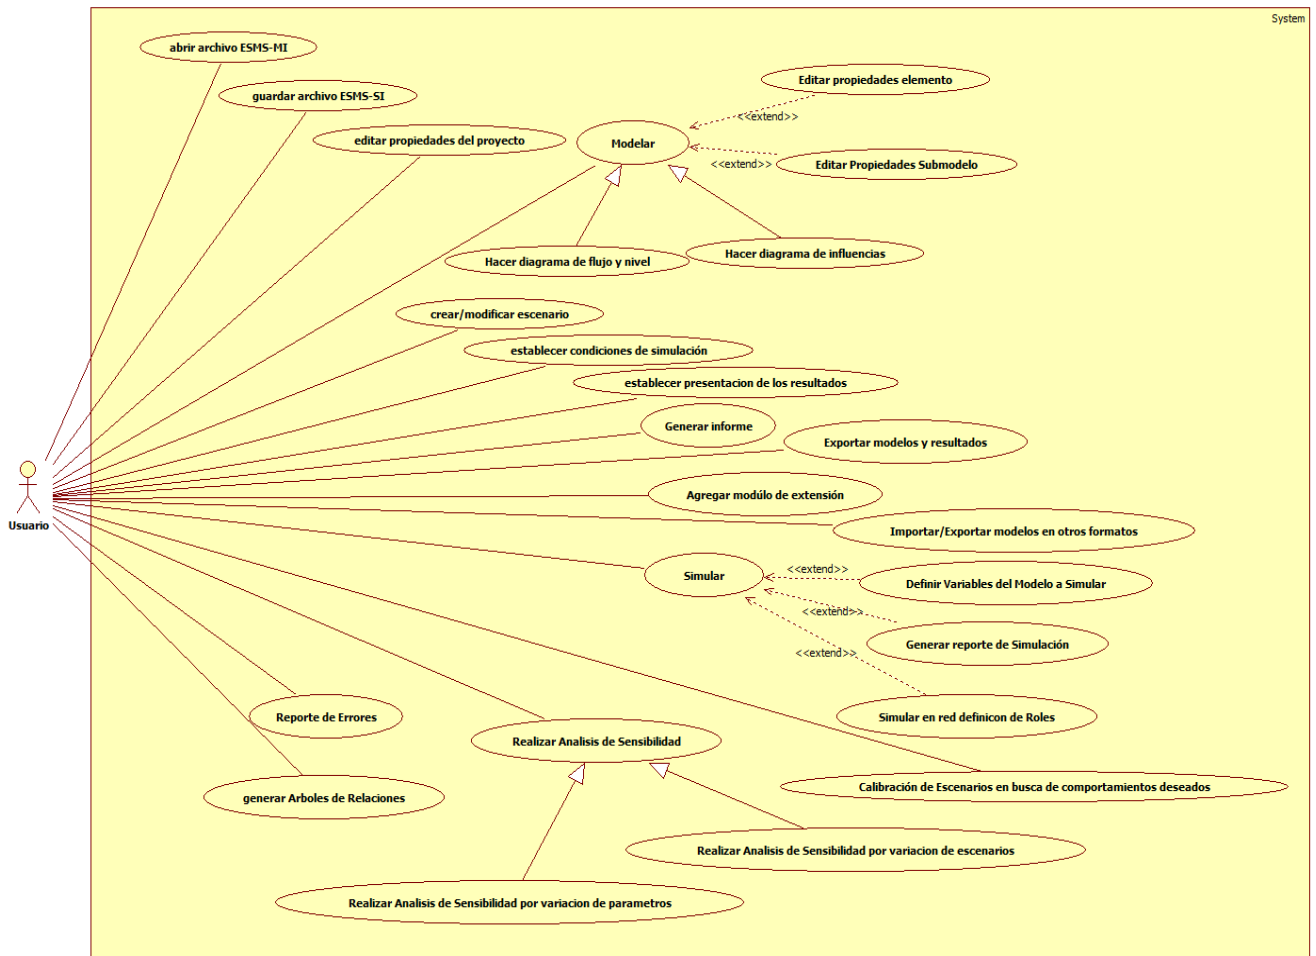 System
abrir archivo ESMS-MI
guardar archivo ESMS-SI
editar propiedades del proyecto
Modelar
Editar propiedades elemento
<<extend>>
Editar Propiedades Submodelo
<<extend>>
Hacer diagrama de flujo y nivel
Hacer diagrama de influencias
crear/modificar escenario
establecer condiciones de simulación
establecer presentacion de los resultados
Generar informe
Exportar modelos y resultados
Agregar modúlo de extensión
Importar/Exportar modelos en otros formatos
Usuario
Simular
<<extend>>
Definir Variables del Modelo a Simular
<<extend>>
Generar reporte de Simulación
<<extend>>
Simular en red definicon de Roles
Reporte de Errores
Realizar Analisis de Sensibilidad
generar Arboles de Relaciones
Calibración de Escenarios en busca de comportamientos deseados
Realizar Analisis de Sensibilidad por variacion de escenarios
Realizar Analisis de Sensibilidad por variacion de parametros